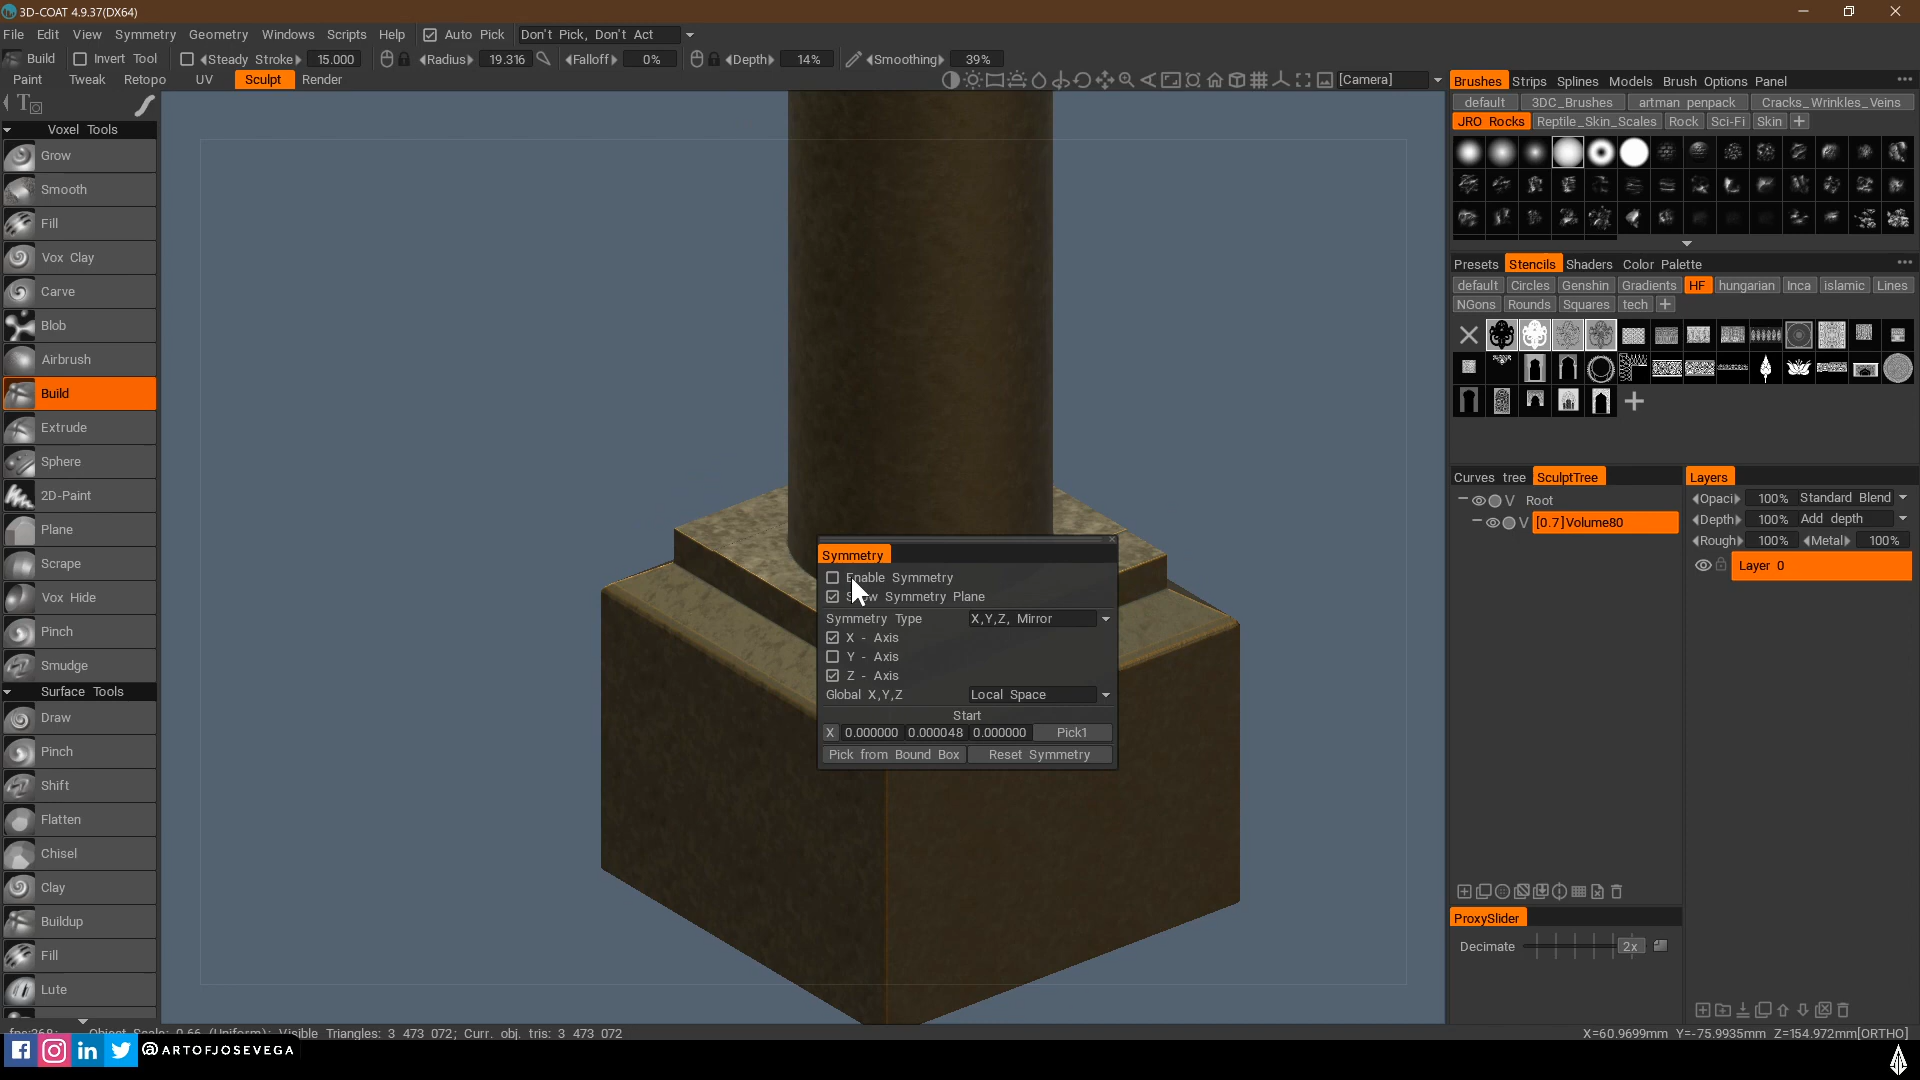 3D-COAT 4.9.37(DX64)
File Edit View Symmetry Geometry Windows Scripts Help Auto Pick Don't Pick, Don't Act
Build Invert Tool Steady Stroke 15.000 Radius 19.316 Falloff 0% Depth 14% Smoothing 39%
Paint Tweak Retopo UV Sculpt Render [Camera]
Voxel Tools
Grow
Smooth
Fill
Vox Clay
Carve
Blob
Airbrush
Build
Extrude
Sphere
2D-Paint
Plane
Scrape
Vox Hide
Pinch
Smudge
Surface Tools
Draw
Pinch
Shift
Flatten
Chisel
Clay
Buildup
Fill
Lute
Symmetry
Enable Symmetry
Symmetry Plane
Symmetry Type X,Y,Z, Mirror
X - Axis
Y - Axis
Z - Axis
Global X,Y,Z Local Space
Start
X 0.000000 0.000048 0.000000 Pick1
Pick from Bound Box Reset Symmetry
Brushes Strips Splines Models Brush Options Panel
default 3DC_Brushes artman penpack Cracks_Wrinkles_Veins
JRO Rocks Reptile_Skin_Scales Rock Sci-Fi Skin
Presets Stencils Shaders Color Palette
default Circles Genshin Gradients HF hungarian Inca islamic Lines
NGons Rounds Squares tech
Curves tree SculptTree
V Root
V [0.7]Volume80
Layers
Opaci 100% Standard Blend
Depth 100% Add depth
Rough 100% Metal 100%
Layer 0
ProxySlider
Decimate 2x
Object Scale: 0.66 (Uniform); Visible Triangles: 3 473 072; Curr. obj. tris: 3 473 072
X=60.9699mm Y=-75.9935mm Z=154.972mm[ORTHO]
@ARTOFJOSEVEGA